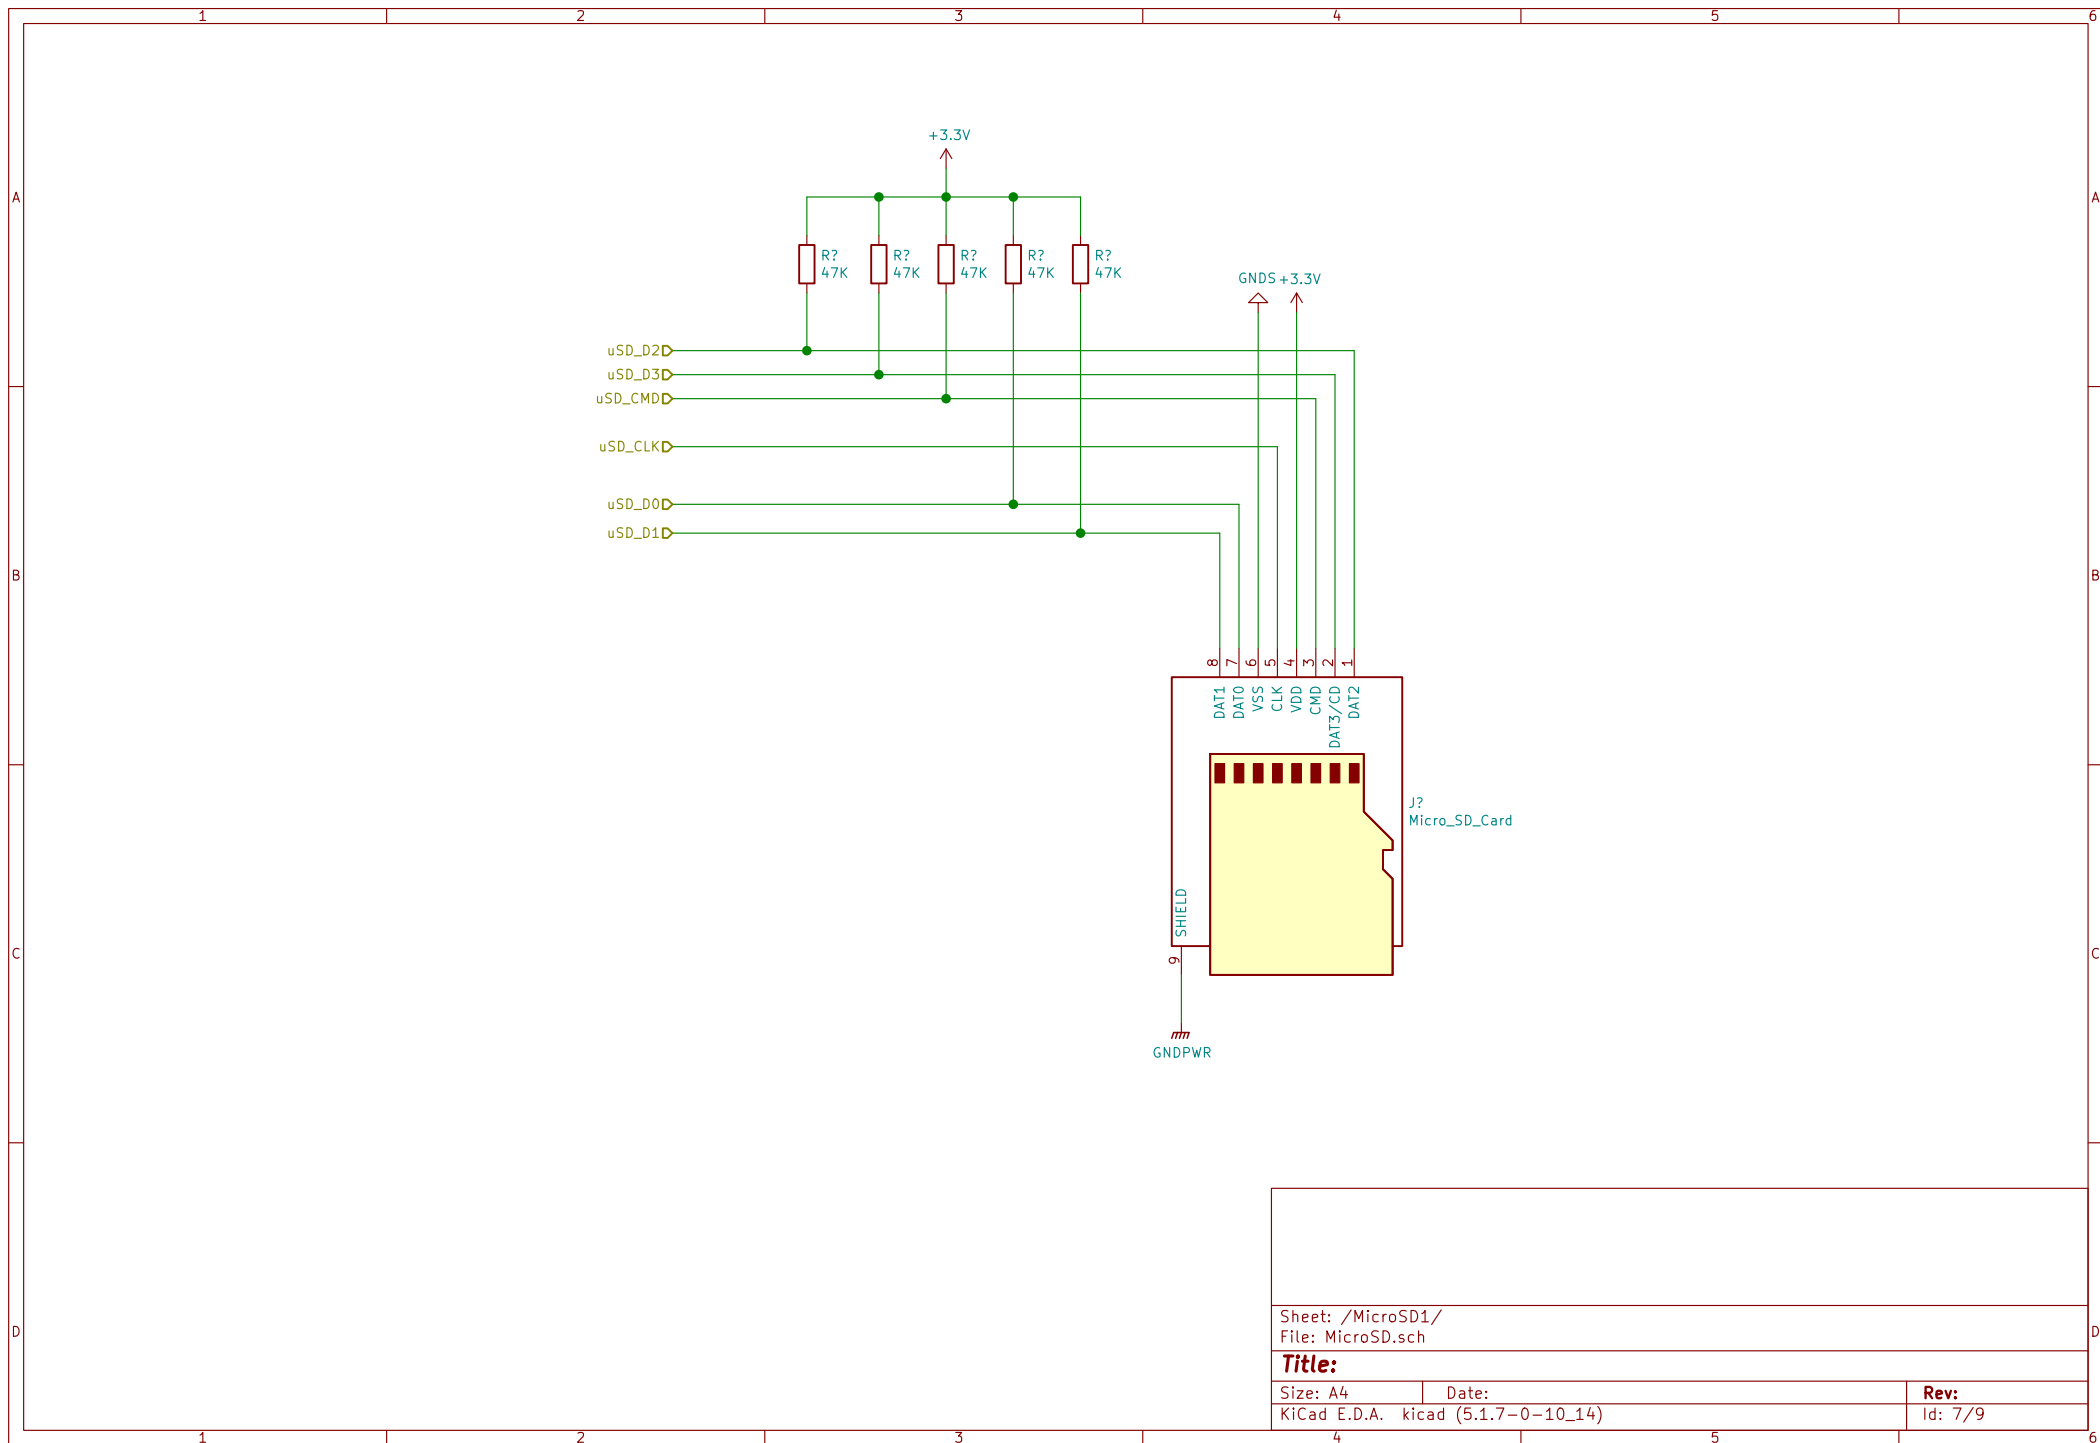 1 2 3 4 5 6
A A
B B
C C
D D
+3.3V
R? R? R? R? R?
47K 47K 47K 47K 47K
GNDS +3.3V
uSD_D2
uSD_D3
uSD_CMD
uSD_CLK
uSD_D0
uSD_D1
8 7 6 5 4 3 2 1
DAT1 DAT0 VSS CLK VDD CMD DAT3/CD DAT2
J?
Micro_SD_Card
SHIELD
9
GNDPWR
Sheet: /MicroSD1/
File: MicroSD.sch
Title:
Size: A4 Date: Rev:
KiCad E.D.A. kicad (5.1.7-0-10_14) Id: 7/9
1 2 3 4 5 6